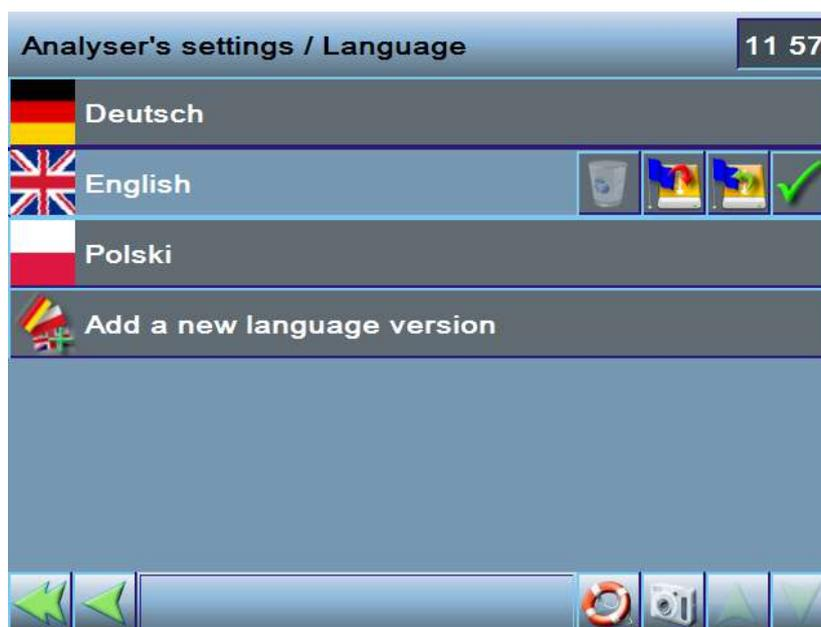 Analyser's settings / Language
11 57
Deutsch
English
Polski
Add a new language version